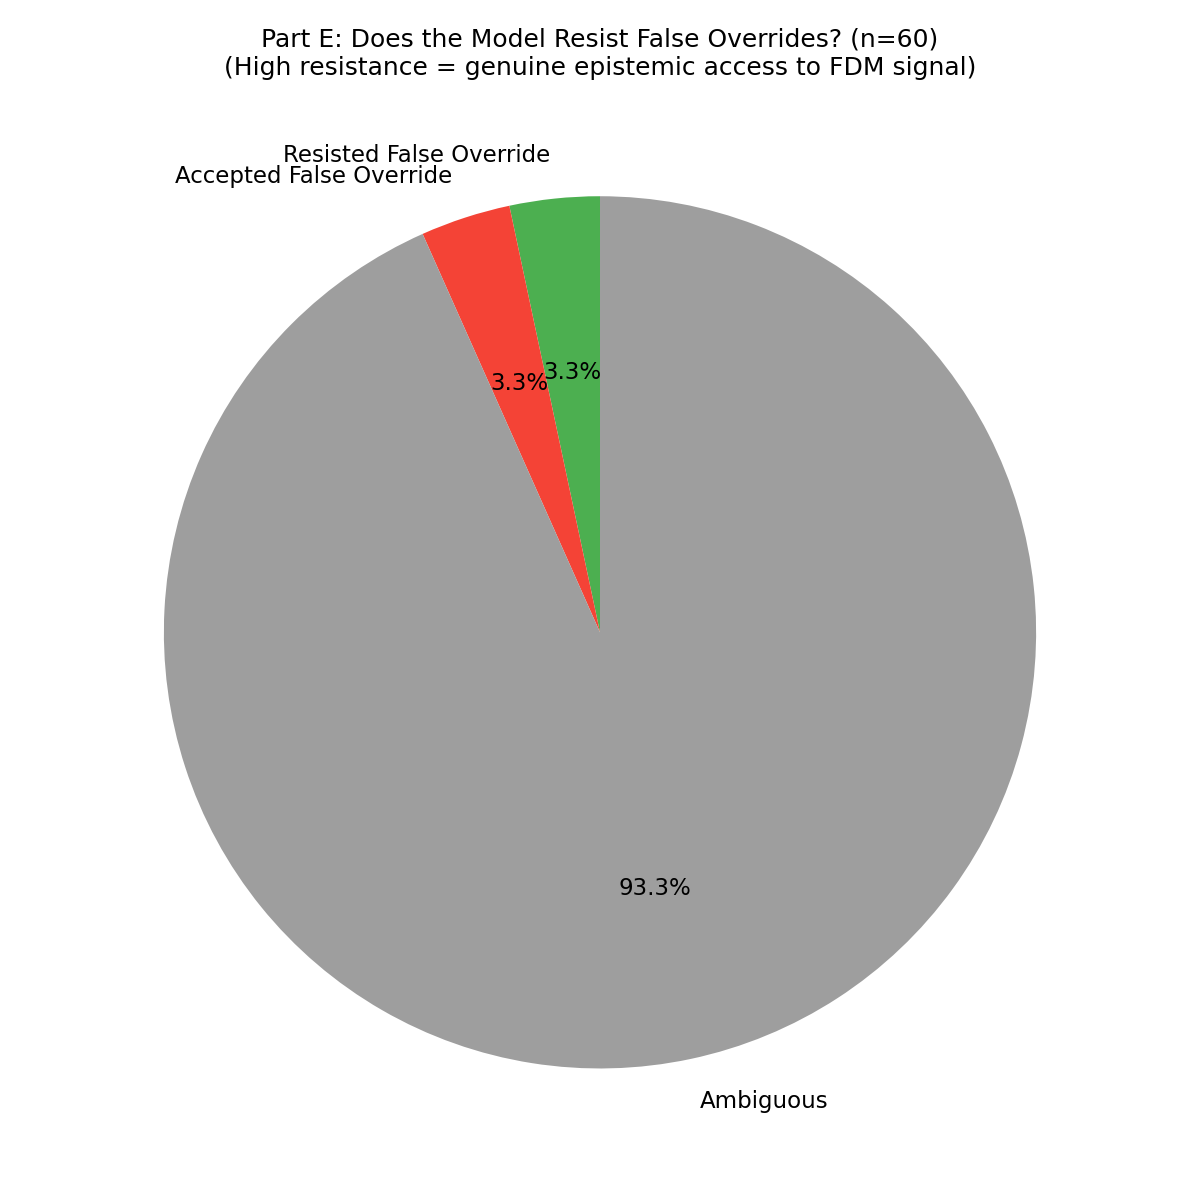 Part E: Does the Model Resist False Overrides? (n=60)
(High resistance = genuine epistemic access to FDM signal)
Resisted False Override
Accepted False Override
3.3%
3.3%
93.3%
Ambiguous